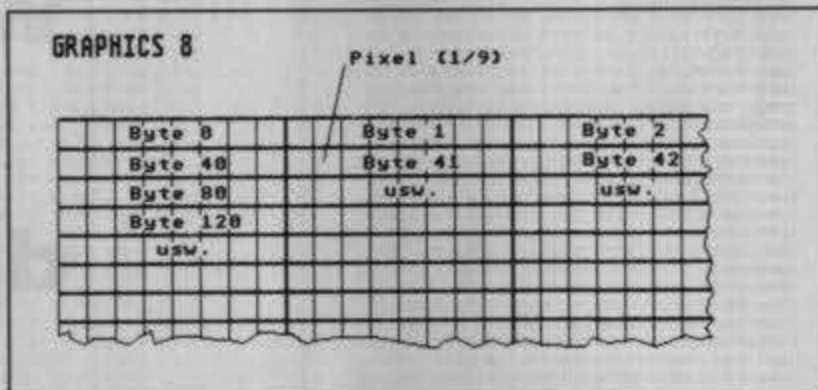 GRAPHICS 8
Pixel (1/9)
Byte 0 Byte 1 Byte 2
Byte 40 Byte 41 Byte 42
Byte 80 usw. usw.
Byte 120
usw.